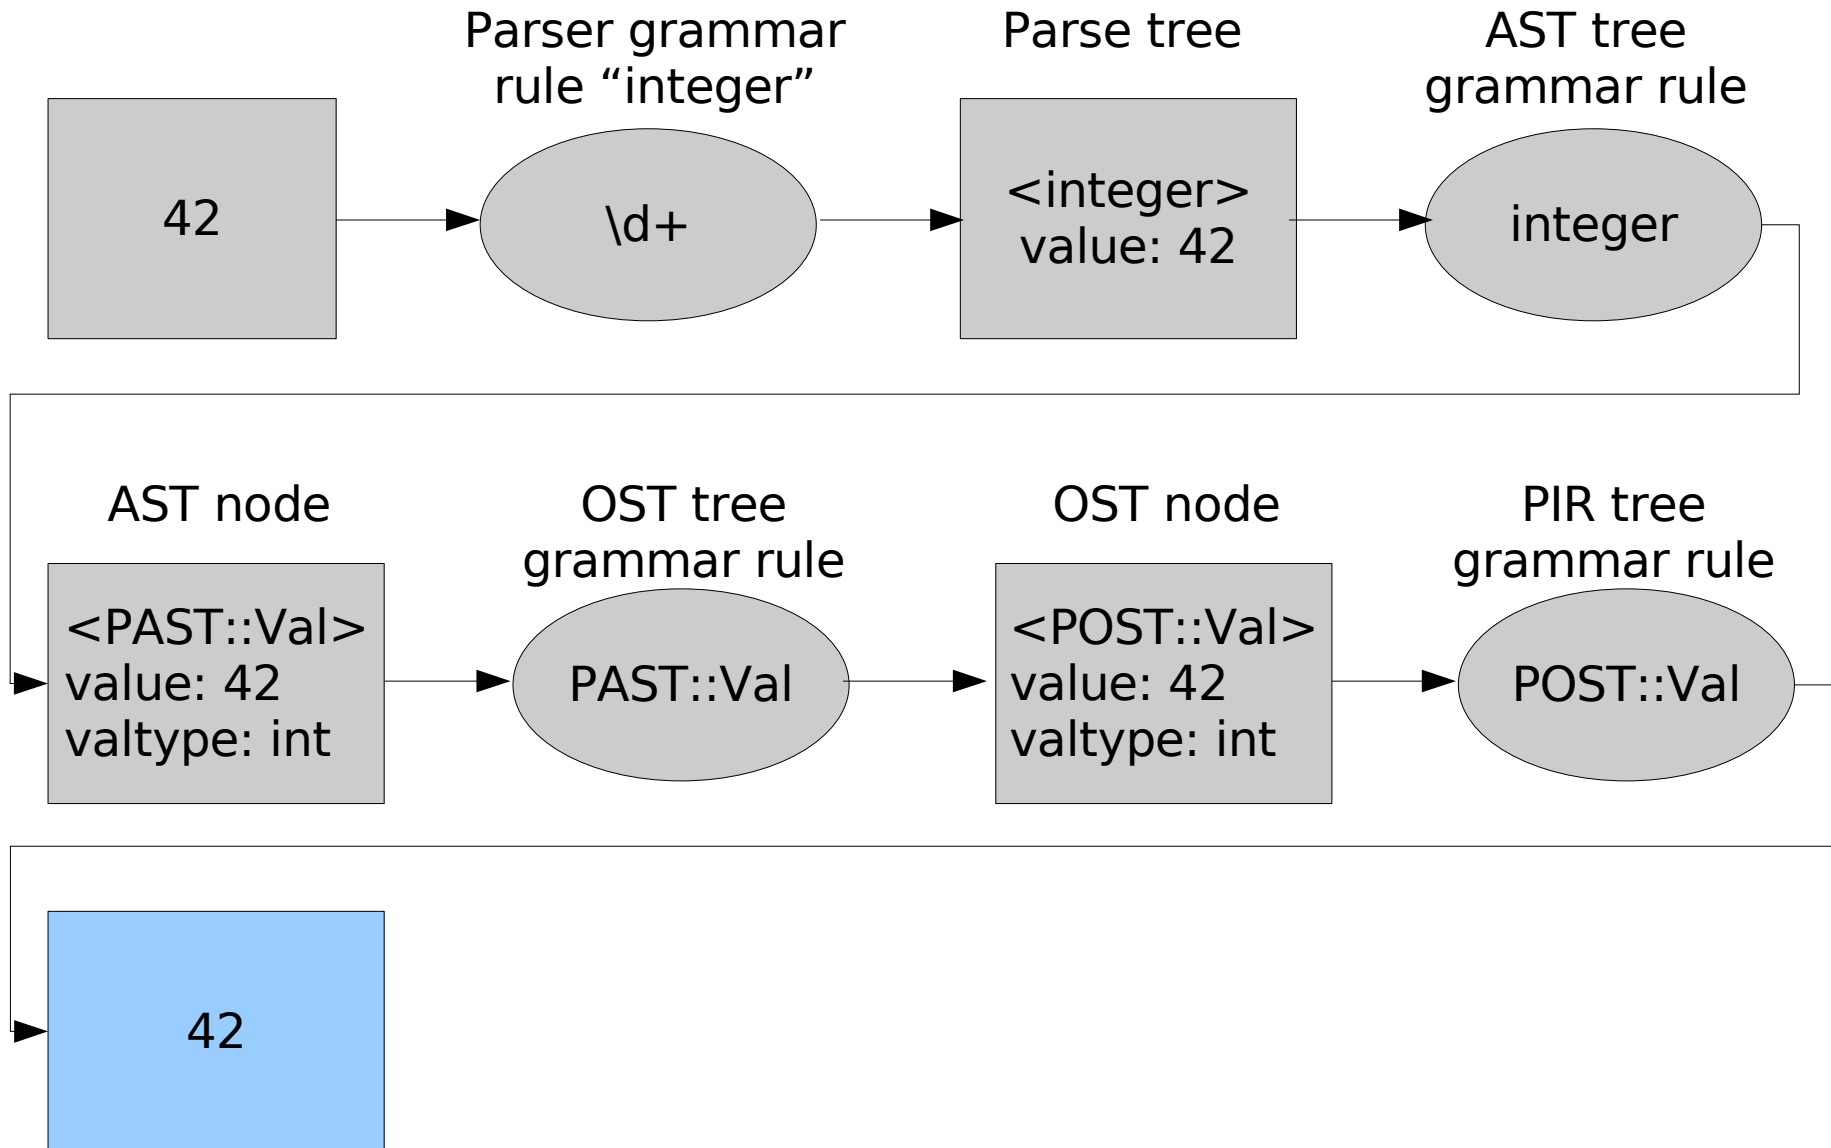 Parser grammar
rule “integer”
Parse tree
AST tree
grammar rule
42
\d+
<integer>
value: 42
integer
AST node
OST tree
grammar rule
OST node
PIR tree
grammar rule
<PAST::Val>
value: 42
valtype: int
PAST::Val
<POST::Val>
value: 42
valtype: int
POST::Val
42